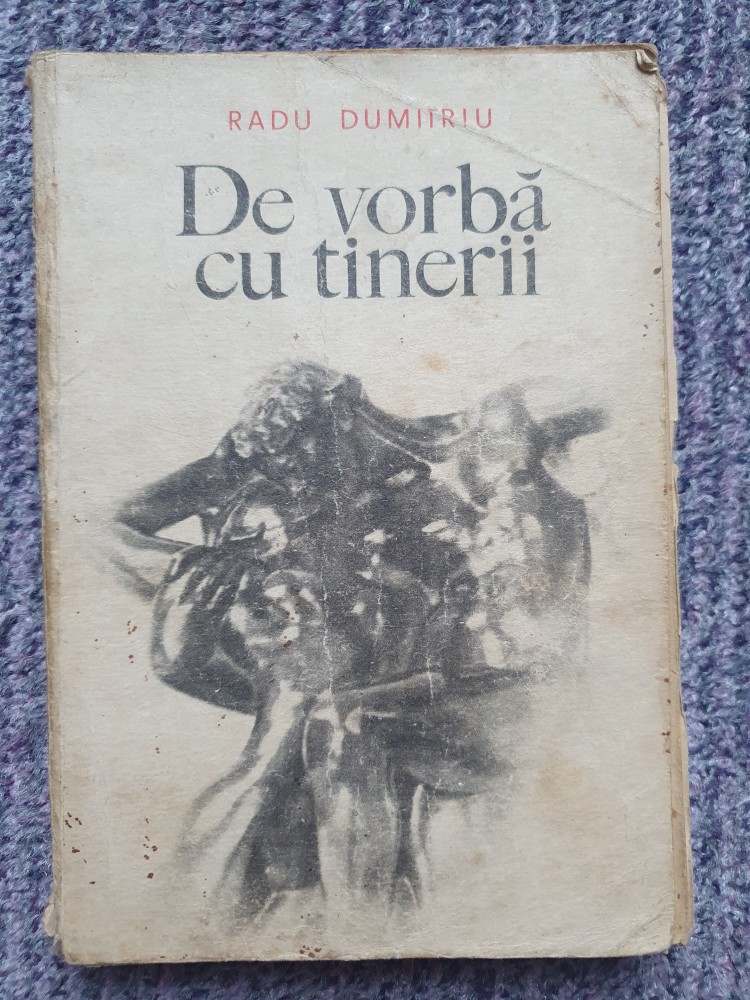 RADU DUMITRIU
De vorbă
cu tinerii